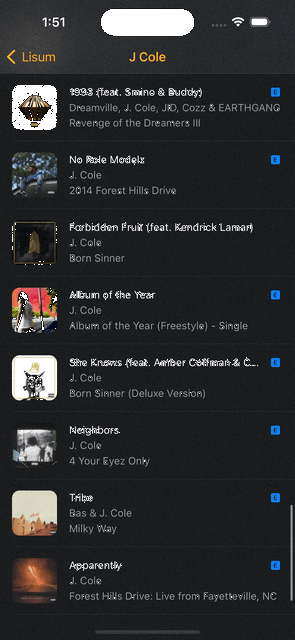 1:51
Lisum
J Cole
1993 (feat. Smino & Buddy)
E
Dreamville, J. Cole, JID, Cozz & EARTHGANG
Revenge of the Dreamers III
No Role Models
E
J. Cole
2014 Forest Hills Drive
Forbidden Fruit (feat. Kendrick Lamar)
J. Cole
Born Sinner
Album of the Year
E
J. Cole
Album of the Year (Freestyle) - Single
She Knows (feat. Amber Coffman & C...
E
J. Cole
Born Sinner (Deluxe Version)
Neighbors
E
J. Cole
4 Your Eyez Only
Tribe
E
Bas & J. Cole
Milky Way
Apparently
E
J. Cole
Forest Hills Drive: Live from Fayetteville, NC